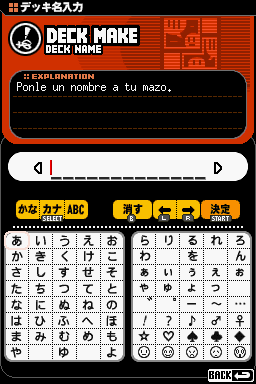 デッキ名入力
DECK MAKE
DECK NAME
:: EXPLANATION
Ponle un nombre a tu mazo.
かな カナ ABC 消す ← → 決定
SELECT B L R START
あ い う え お ら り る れ ろ
か き く け こ わ を ん
さ し す せ そ ぁ ぃ ぅ ぇ ぉ
た ち つ て と ゃ ゅ ょ っ
な に ぬ ね の ゛ ゜ ー 〜 …
は ひ ふ へ ほ ! ? ♪ ♂ ♀
ま み む め も ☆ ♥ ♣ ♠ ♦
や ゆ よ
BACK